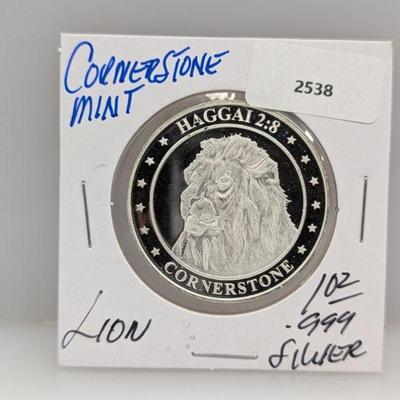 CORNERSTONE
MINT
2538
HAGGAI 2:8
CORNERSTONE
LION
1OZ
.999
SILVER